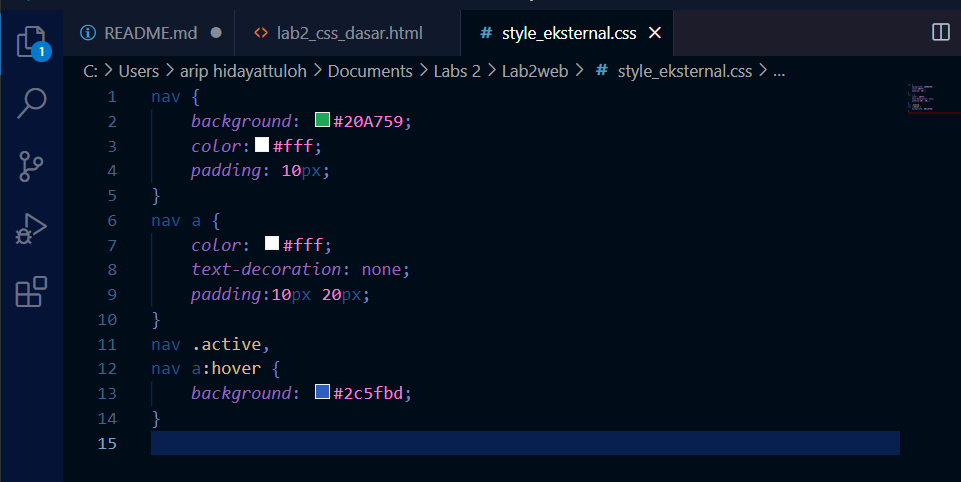 README.md
lab2_css_dasar.html
# style_eksternal.css
1
C: > Users > arip hidayattuloh > Documents > Labs 2 > Lab2web > # style_eksternal.css > ...
1 nav {
2 background: #20A759;
3 color: #fff;
4 padding: 10px;
5 }
6 nav a {
7 color: #fff;
8 text-decoration: none;
9 padding:10px 20px;
10 }
11 nav .active,
12 nav a:hover {
13 background: #2c5fbd;
14 }
15